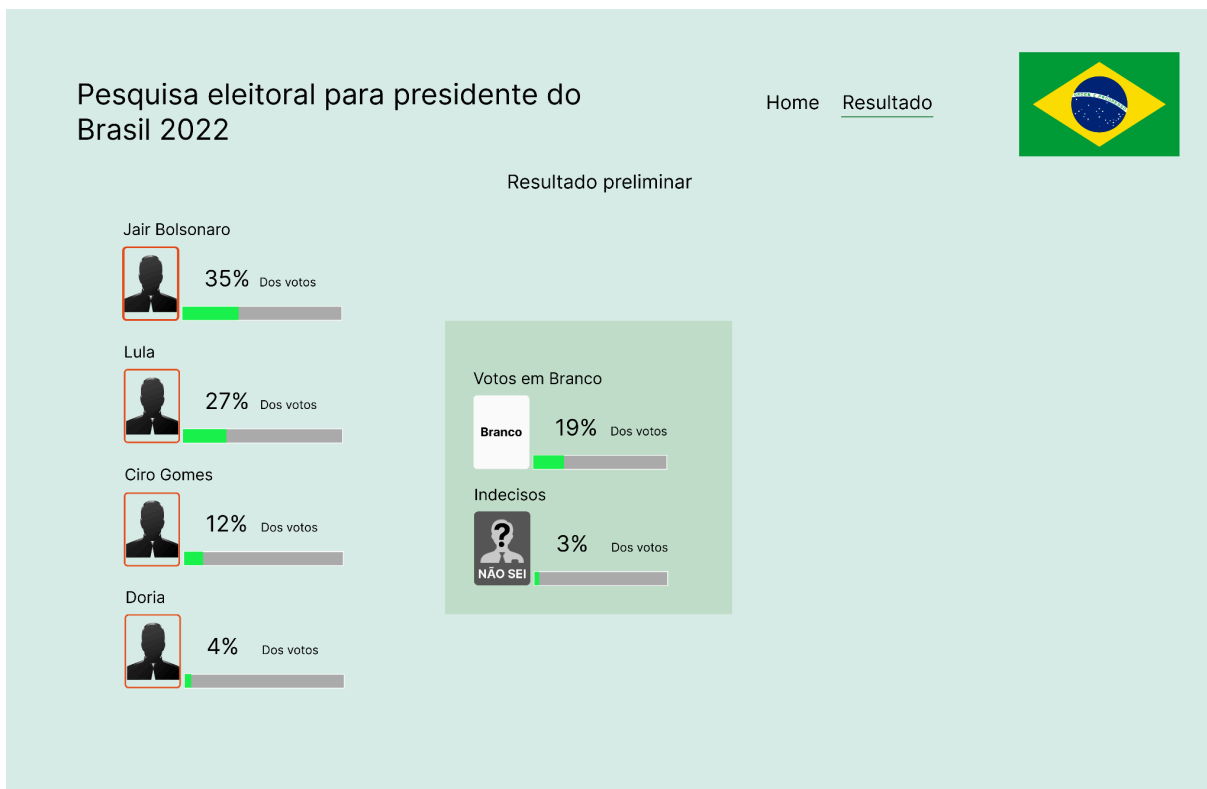 Pesquisa eleitoral para presidente do
Brasil 2022
Home Resultado
ORDEM E PROGRESSO
Resultado preliminar
Jair Bolsonaro
35% Dos votos
Lula
27% Dos votos
Ciro Gomes
12% Dos votos
Doria
4% Dos votos
Votos em Branco
Branco
19% Dos votos
Indecisos
?
NÃO SEI
3% Dos votos